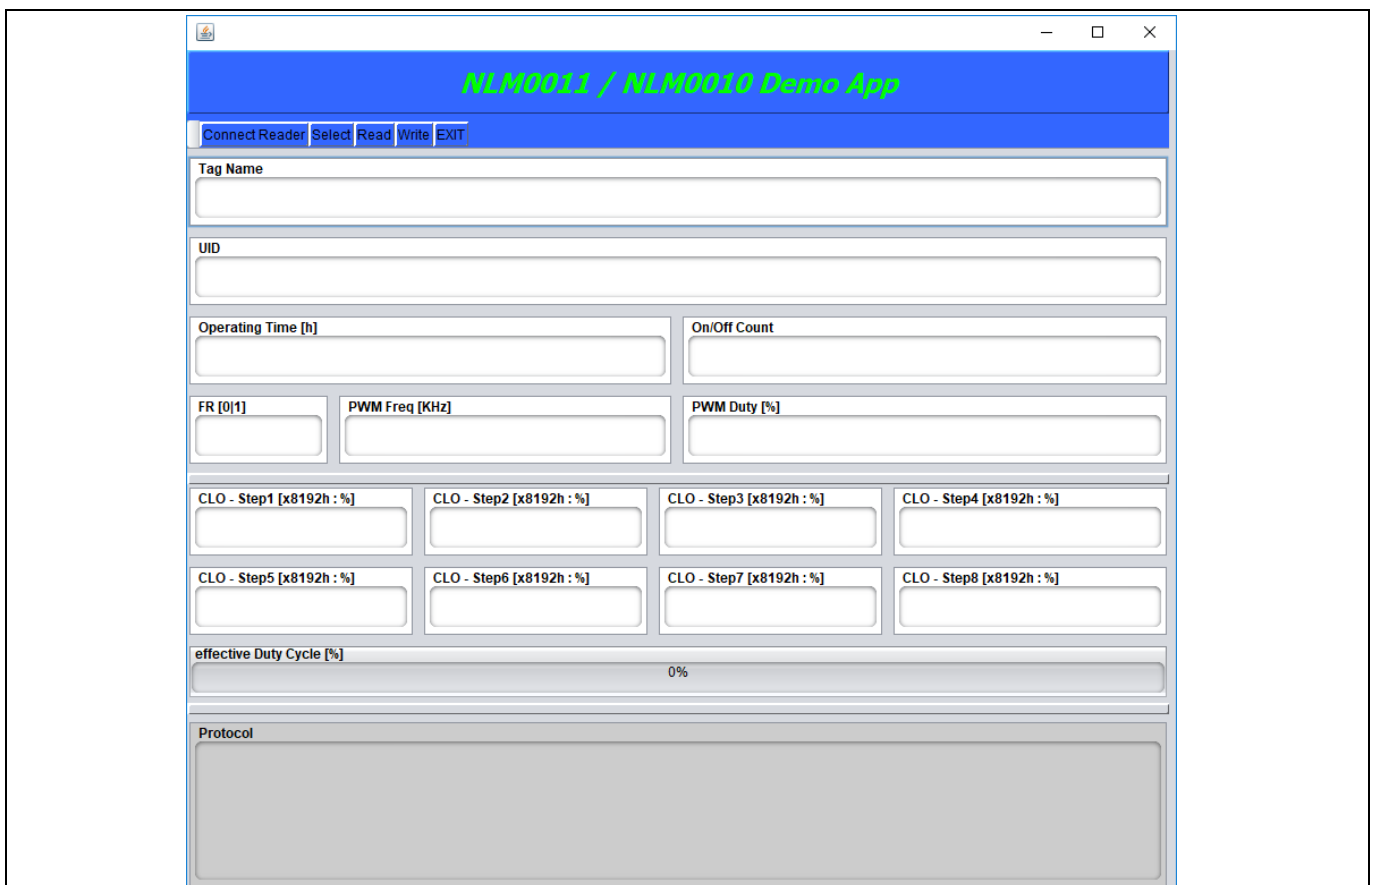 NLM0011 / NLM0010 Demo App
Connect Reader Select Read Write EXIT
Tag Name
UID
Operating Time [h] On/Off Count
FR [0|1] PWM Freq [KHz] PWM Duty [%]
CLO - Step1 [x8192h : %] CLO - Step2 [x8192h : %] CLO - Step3 [x8192h : %] CLO - Step4 [x8192h : %]
CLO - Step5 [x8192h : %] CLO - Step6 [x8192h : %] CLO - Step7 [x8192h : %] CLO - Step8 [x8192h : %]
effective Duty Cycle [%]
0%
Protocol